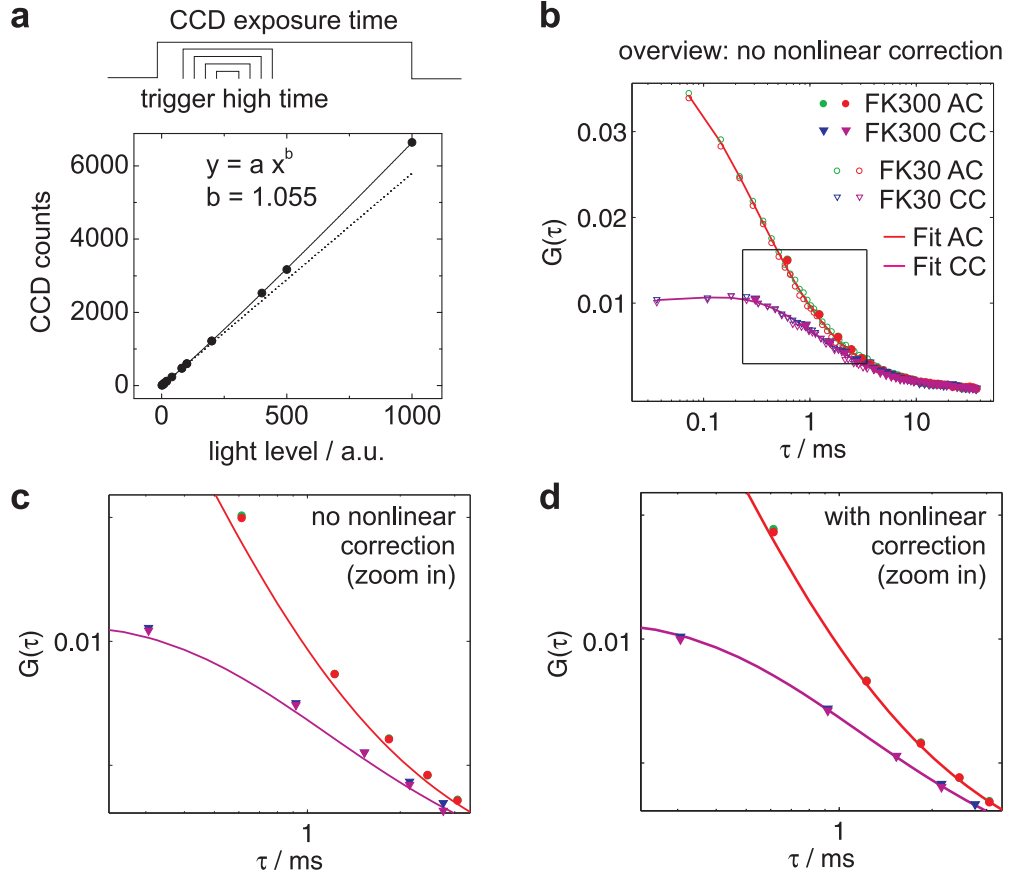 a
CCD exposure time
trigger high time
y = a x^b
b = 1.055
6000
4000
2000
0
CCD counts
0
500
1000
light level / a.u.
b
overview: no nonlinear correction
FK300 AC
FK300 CC
FK30 AC
FK30 CC
Fit AC
Fit CC
0.03
0.02
0.01
0
G(τ)
0.1
1
10
τ / ms
c
no nonlinear
correction
(zoom in)
0.01
G(τ)
1
τ / ms
d
with nonlinear
correction
(zoom in)
0.01
G(τ)
1
τ / ms